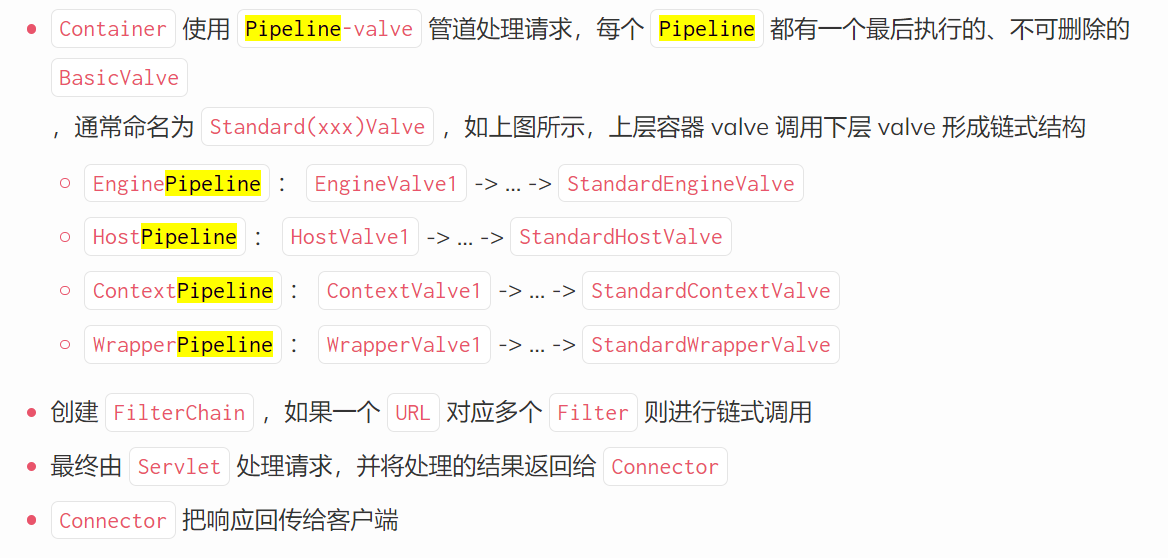 Container 使用 Pipeline-valve 管道处理请求，每个 Pipeline 都有一个最后执行的、不可删除的
BasicValve
，通常命名为 Standard(xxx)Valve ，如上图所示，上层容器 valve 调用下层 valve 形成链式结构
EnginePipeline ： EngineValve1 -> ... -> StandardEngineValve
HostPipeline ： HostValve1 -> ... -> StandardHostValve
ContextPipeline ： ContextValve1 -> ... -> StandardContextValve
WrapperPipeline ： WrapperValve1 -> ... -> StandardWrapperValve
创建 FilterChain ，如果一个 URL 对应多个 Filter 则进行链式调用
最终由 Servlet 处理请求，并将处理的结果返回给 Connector
Connector 把响应回传给客户端